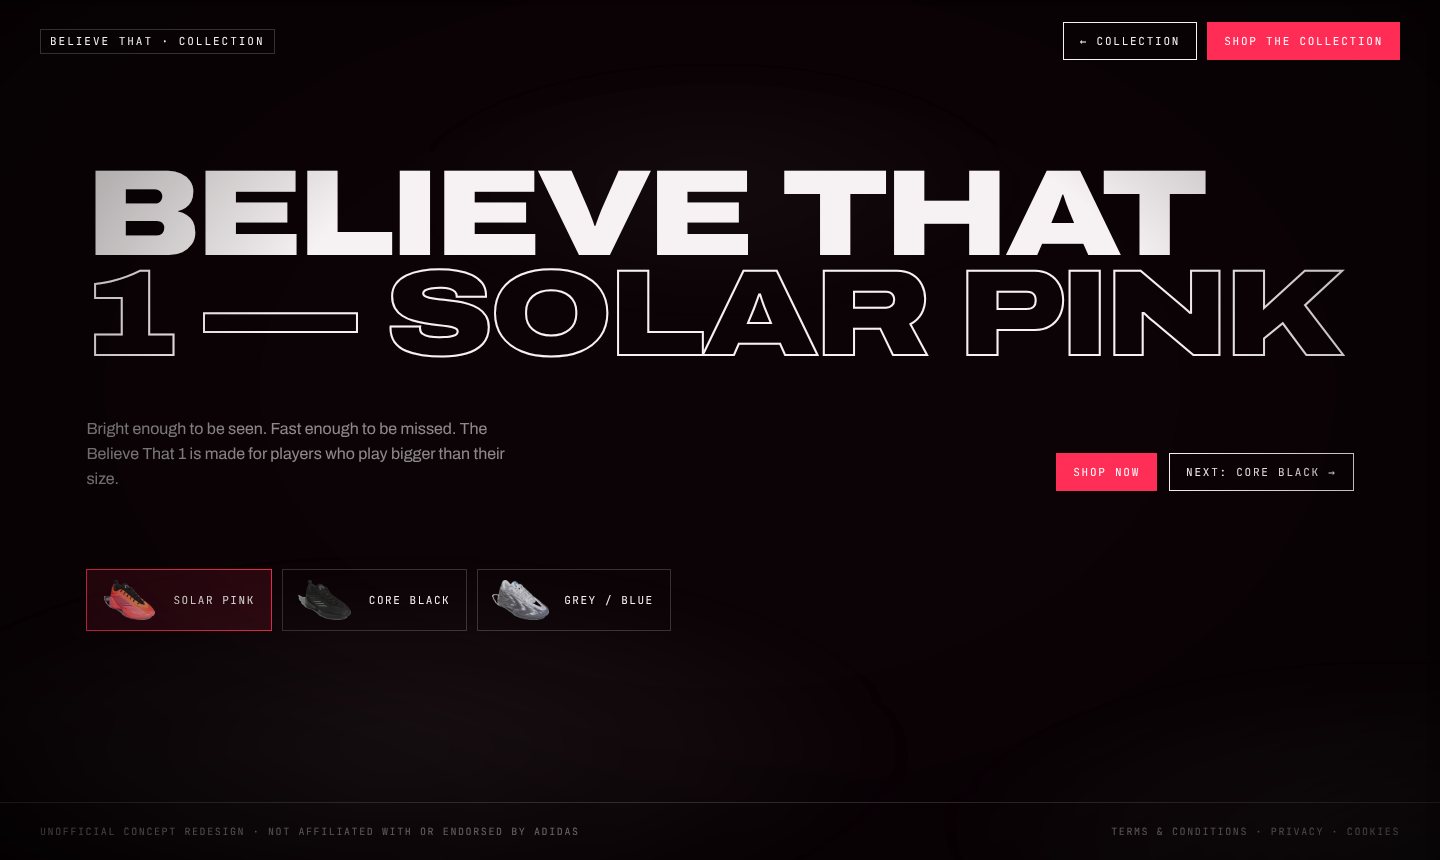 BELIEVE THAT · COLLECTION
← COLLECTION
SHOP THE COLLECTION
BELIEVE THAT
1 — SOLAR PINK
Bright enough to be seen. Fast enough to be missed. The
Believe That 1 is made for players who play bigger than their
size.
SHOP NOW
NEXT: CORE BLACK →
SOLAR PINK
CORE BLACK
GREY / BLUE
UNOFFICIAL CONCEPT REDESIGN · NOT AFFILIATED WITH OR ENDORSED BY ADIDAS
TERMS & CONDITIONS · PRIVACY · COOKIES